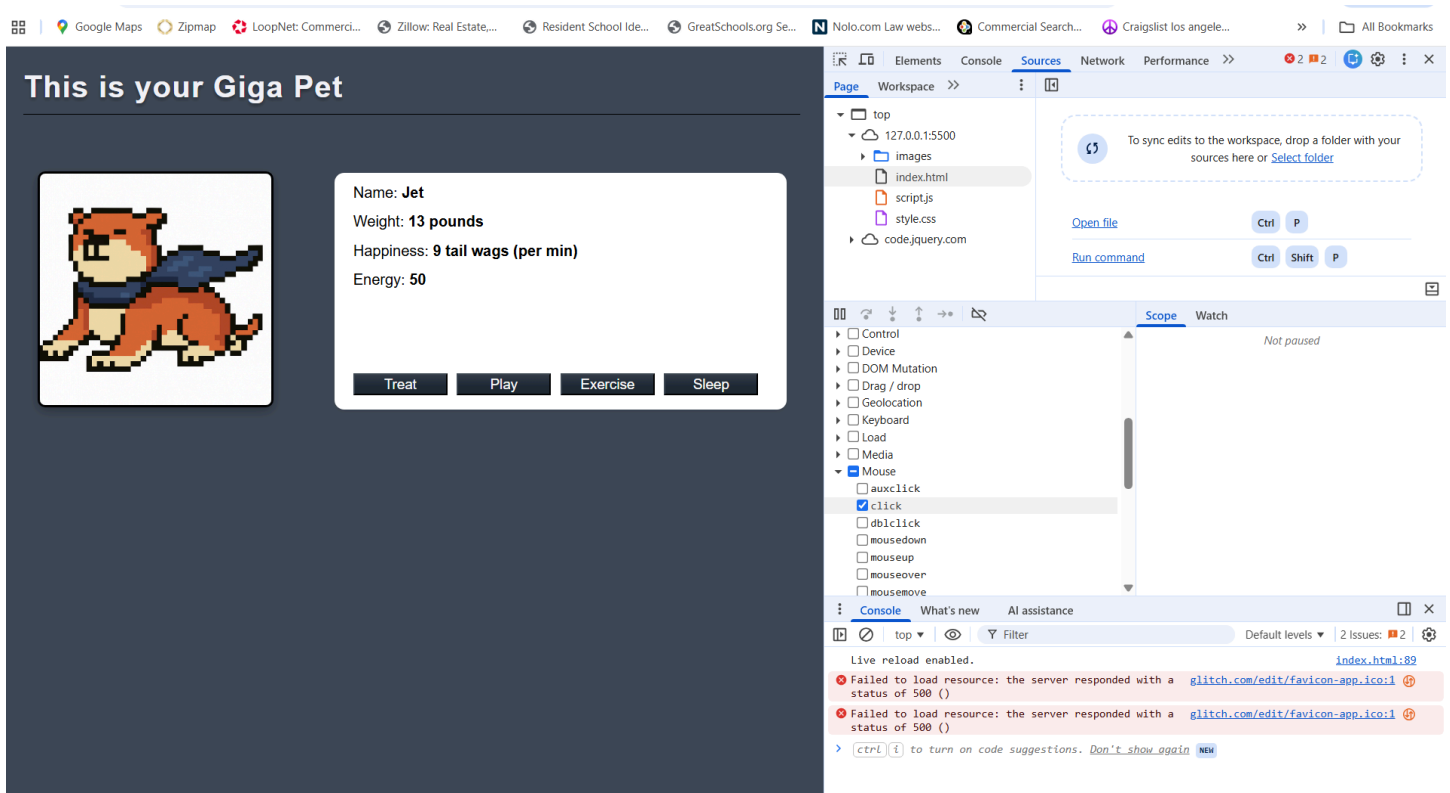 Google Maps Zipmap LoopNet: Commerci... Zillow: Real Estate,... Resident School Ide... GreatSchools.org Se... Nolo.com Law webs... Commercial Search... Craigslist los angele... » All Bookmarks
This is your Giga Pet
Name: Jet
Weight: 13 pounds
Happiness: 9 tail wags (per min)
Energy: 50
Treat Play Exercise Sleep
Elements Console Sources Network Performance 2 2
Page Workspace
top
127.0.0.1:5500
images
index.html
script.js
style.css
code.jquery.com
To sync edits to the workspace, drop a folder with your
sources here or Select folder
Open file Ctrl P
Run command Ctrl Shift P
Scope Watch
Not paused
Control
Device
DOM Mutation
Drag / drop
Geolocation
Keyboard
Load
Media
Mouse
auxclick
click
dblclick
mousedown
mouseup
mouseover
mousemove
Console What's new AI assistance
top Filter Default levels 2 Issues: 2
Live reload enabled. index.html:89
Failed to load resource: the server responded with a glitch.com/edit/favicon-app.ico:1
status of 500 ()
Failed to load resource: the server responded with a glitch.com/edit/favicon-app.ico:1
status of 500 ()
ctrl i to turn on code suggestions. Don't show again NEW